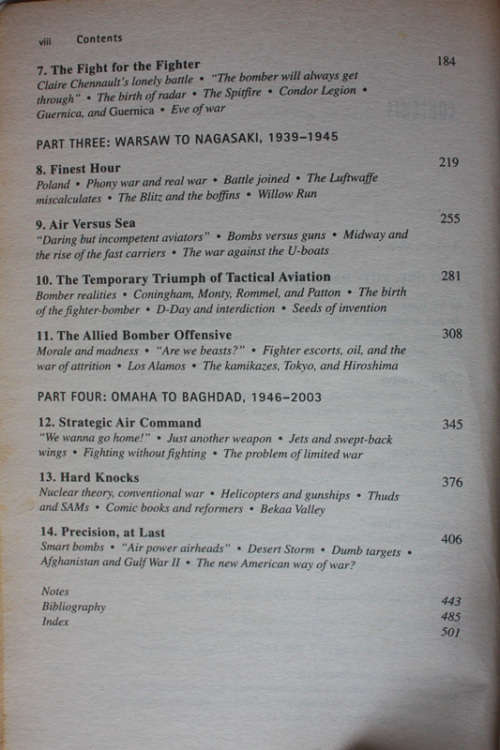 viii Contents
7. The Fight for the Fighter 184
Claire Chennault's lonely battle • "The bomber will always get
through" • The birth of radar • The Spitfire • Condor Legion •
Guernica, and Guernica • Eve of war
PART THREE: WARSAW TO NAGASAKI, 1939–1945
8. Finest Hour 219
Poland • Phony war and real war • Battle joined • The Luftwaffe
miscalculates • The Blitz and the boffins • Willow Run
9. Air Versus Sea 255
"Daring but incompetent aviators" • Bombs versus guns • Midway and
the rise of the fast carriers • The war against the U-boats
10. The Temporary Triumph of Tactical Aviation 281
Bomber realities • Coningham, Monty, Rommel, and Patton • The birth
of the fighter-bomber • D-Day and interdiction • Seeds of invention
11. The Allied Bomber Offensive 308
Morale and madness • "Are we beasts?" • Fighter escorts, oil, and the
war of attrition • Los Alamos • The kamikazes, Tokyo, and Hiroshima
PART FOUR: OMAHA TO BAGHDAD, 1946–2003
12. Strategic Air Command 345
"We wanna go home!" • Just another weapon • Jets and swept-back
wings • Fighting without fighting • The problem of limited war
13. Hard Knocks 376
Nuclear theory, conventional war • Helicopters and gunships • Thuds
and SAMs • Comic books and reformers • Bekaa Valley
14. Precision, at Last 406
Smart bombs • "Air power airheads" • Desert Storm • Dumb targets •
Afghanistan and Gulf War II • The new American way of war?
Notes 443
Bibliography 485
Index 501